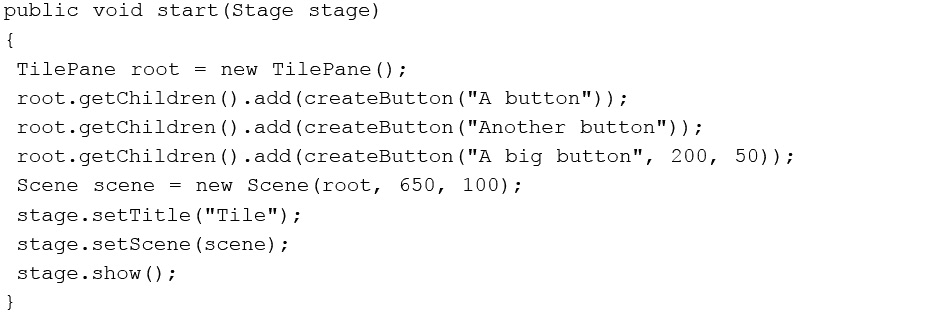 public void start(Stage stage)
{
TilePane root = new TilePane();
root.getChildren().add(createButton("A button"));
root.getChildren().add(createButton("Another button"));
root.getChildren().add(createButton("A big button", 200, 50));
Scene scene = new Scene(root, 650, 100);
stage.setTitle("Tile");
stage.setScene(scene);
stage.show();
}